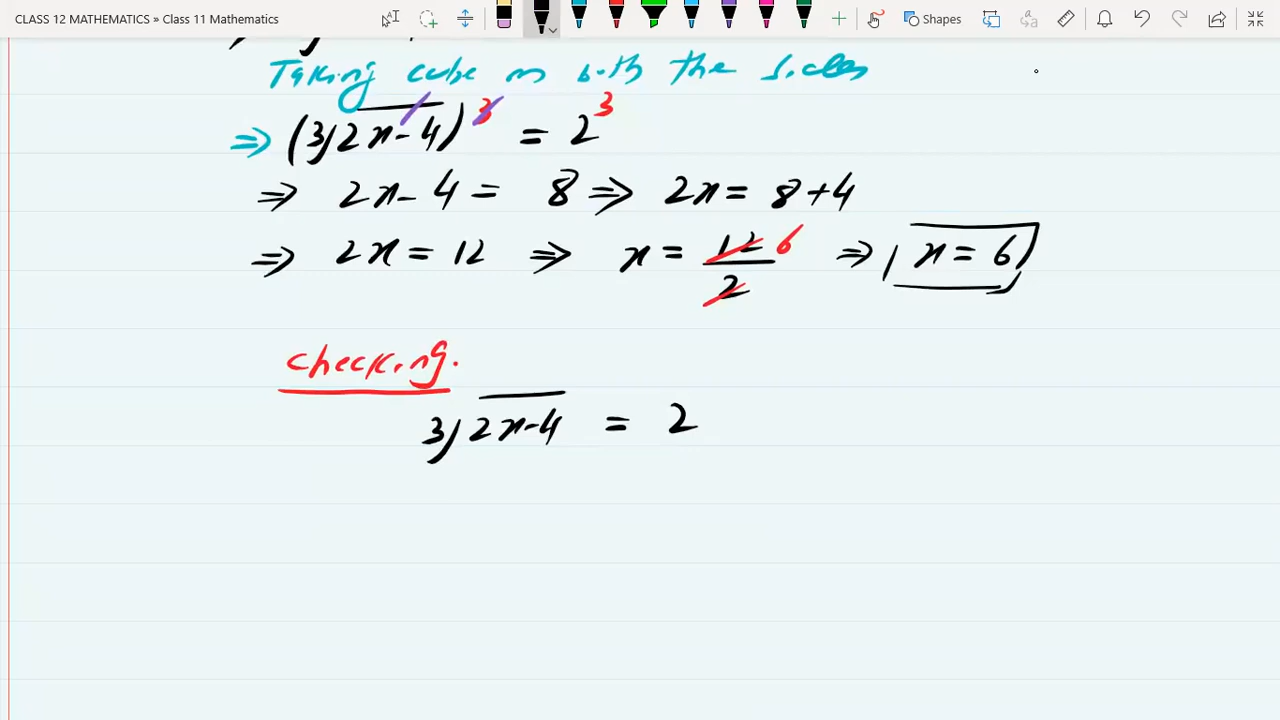 CLASS 12 MATHEMATICS » Class 11 Mathematics
Shapes
Taking cube on both the sides
⇒ (∛(2x-4))³ = 2³
⇒ 2x-4 = 8 ⇒ 2x = 8+4
⇒ 2x = 12 ⇒ x = 12/2 6 ⇒ x = 6
checking.
∛(2x-4) = 2